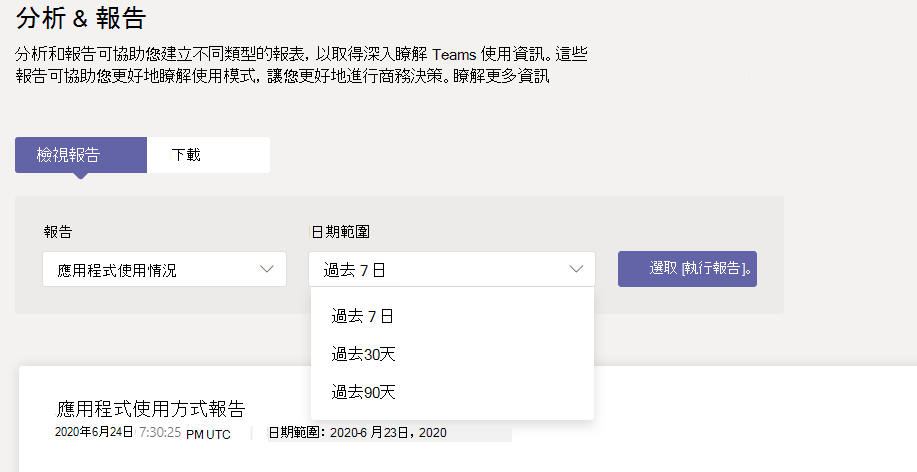 分析 & 報告
分析和報告可協助您建立不同類型的報表，以取得深入瞭解 Teams 使用資訊。這些
報告可協助您更好地瞭解使用模式，讓您更好地進行商務決策。瞭解更多資訊
檢視報告
下載
報告
日期範圍
應用程式使用情況
過去 7 日
選取 [執行報告]。
過去 7 日
過去30天
過去90天
應用程式使用方式報告
2020年6月24日 7:30:25 PM UTC | 日期範圍： 2020-6 月23日，2020